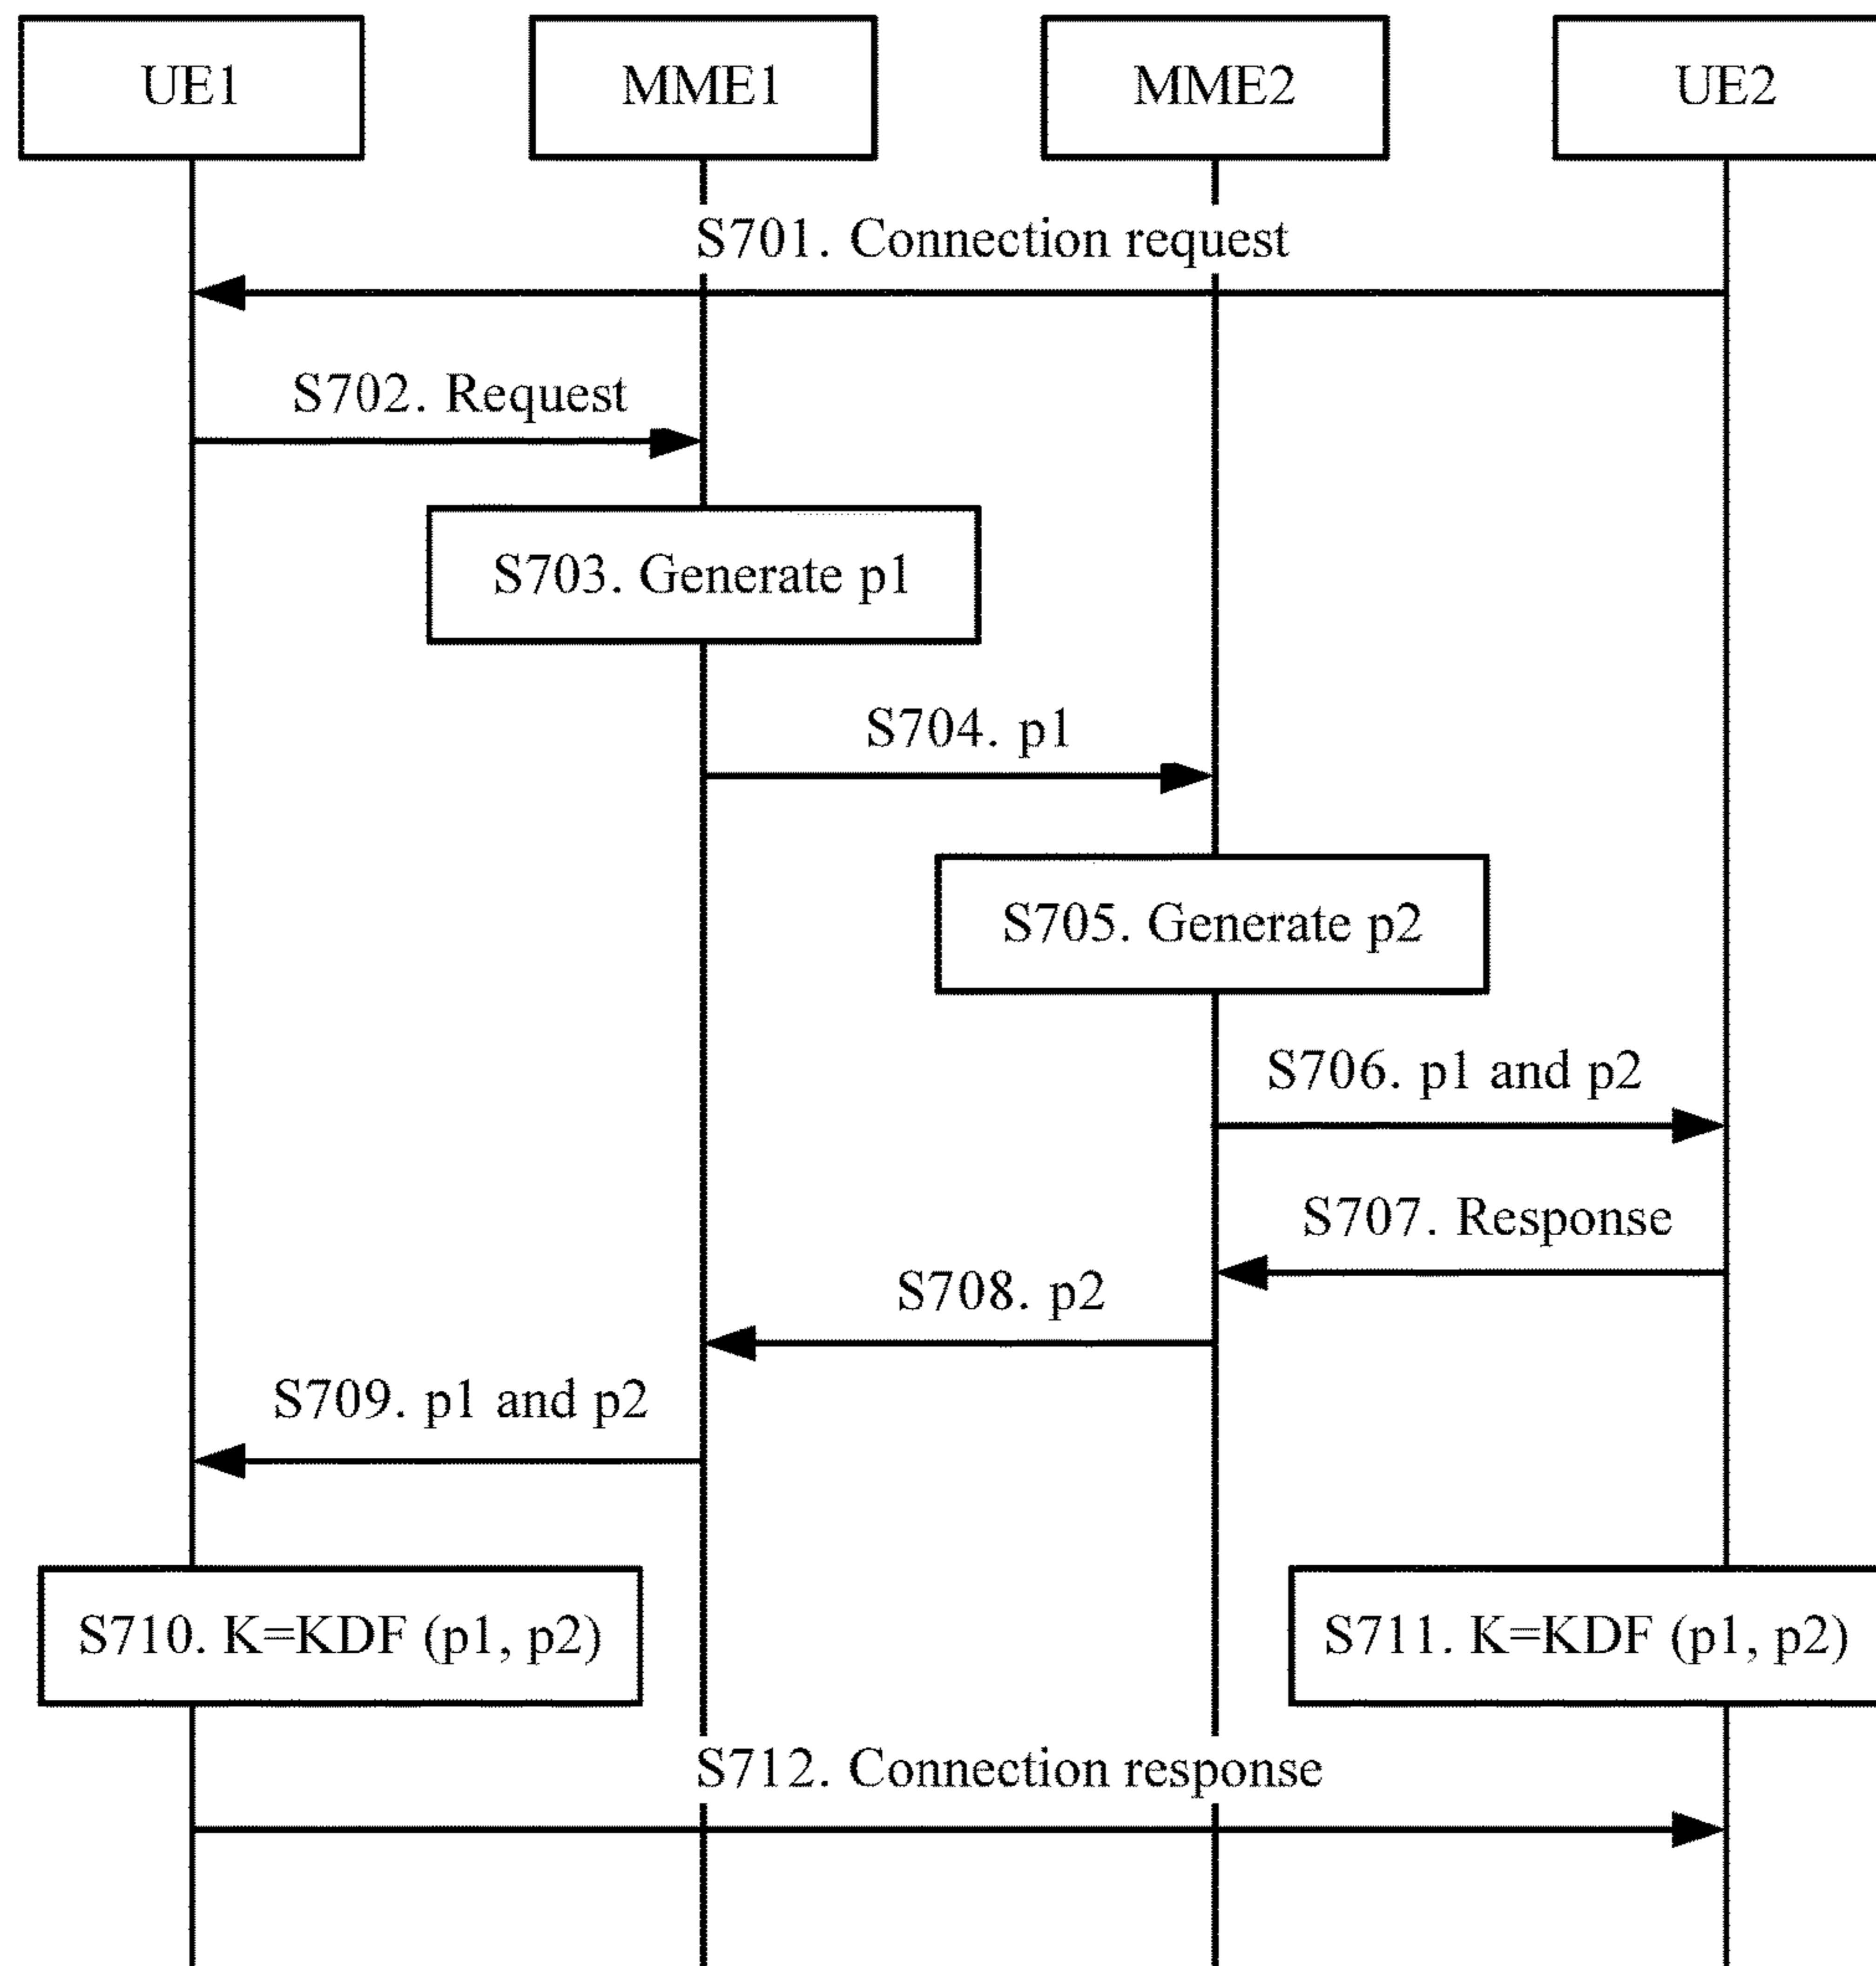 UE1
MME1
MME2
UE2
S701. Connection request
S702. Request
S703. Generate p1
S704. p1
S705. Generate p2
S706. p1 and p2
S707. Response
S708. p2
S709. p1 and p2
S710. K=KDF (p1, p2)
S711. K=KDF (p1, p2)
S712. Connection response